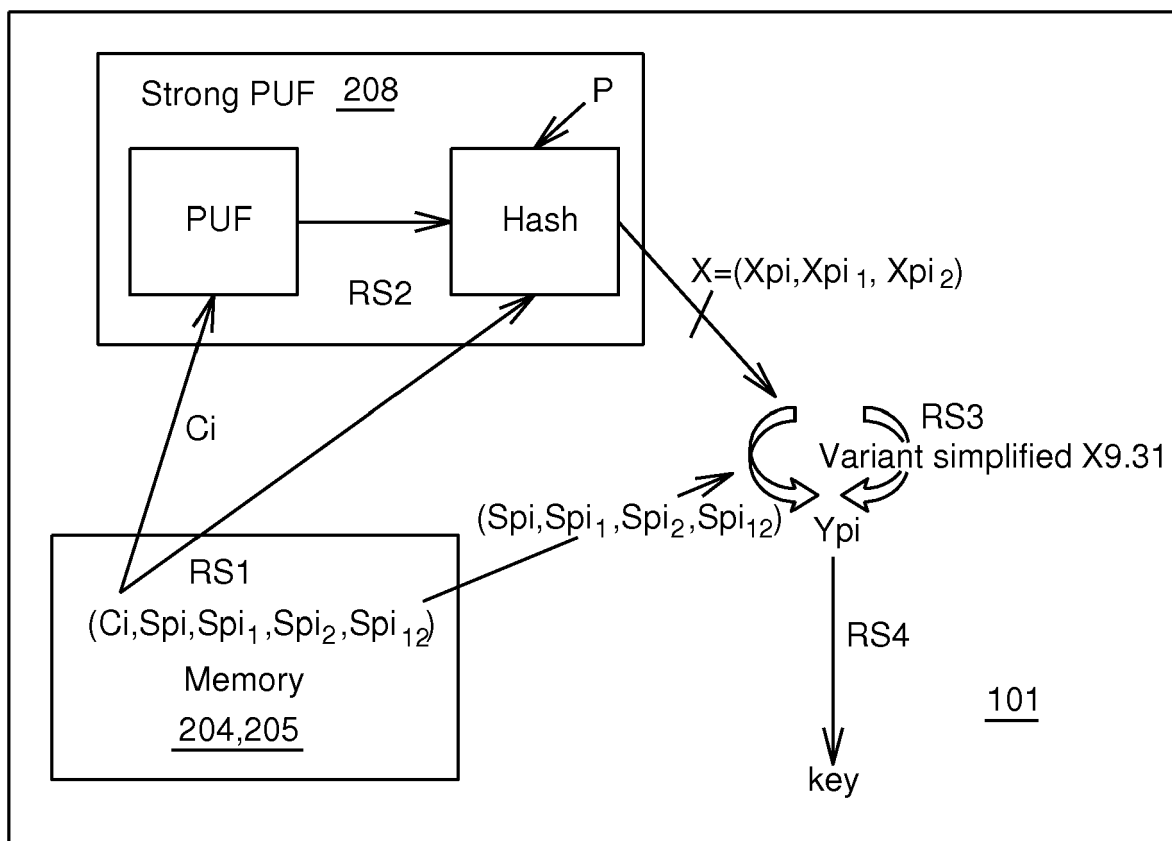 Strong PUF 208
P
PUF
Hash
RS2
X=(Xpi,Xpi1, Xpi2)
Ci
RS3
Variant simplified X9.31
(Spi,Spi1,Spi2,Spi12)
Ypi
RS1
(Ci,Spi,Spi1,Spi2,Spi12)
RS4
Memory
204,205
101
key